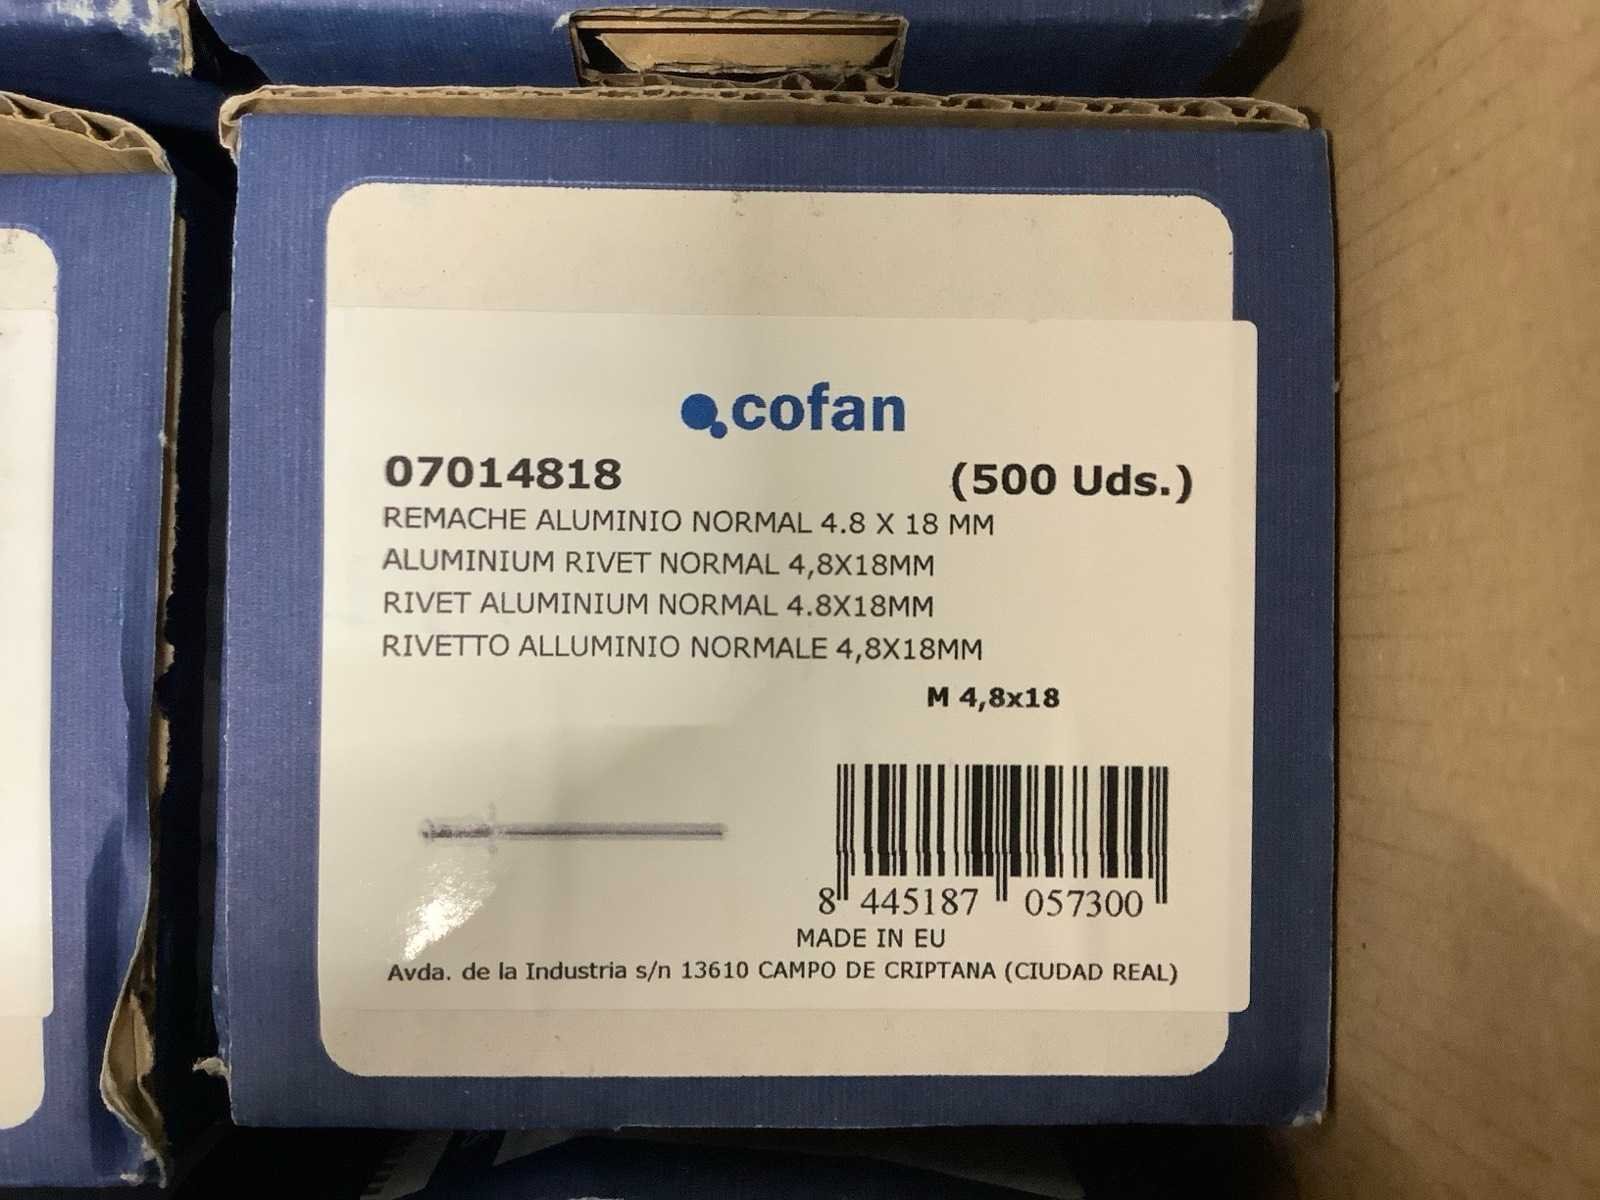 cofan
07014818 (500 Uds.)
REMACHE ALUMINIO NORMAL 4.8 X 18 MM
ALUMINIUM RIVET NORMAL 4,8X18MM
RIVET ALUMINIUM NORMAL 4.8X18MM
RIVETTO ALLUMINIO NORMALE 4,8X18MM
M 4,8x18
8 445187 057300
MADE IN EU
Avda. de la Industria s/n 13610 CAMPO DE CRIPTANA (CIUDAD REAL)